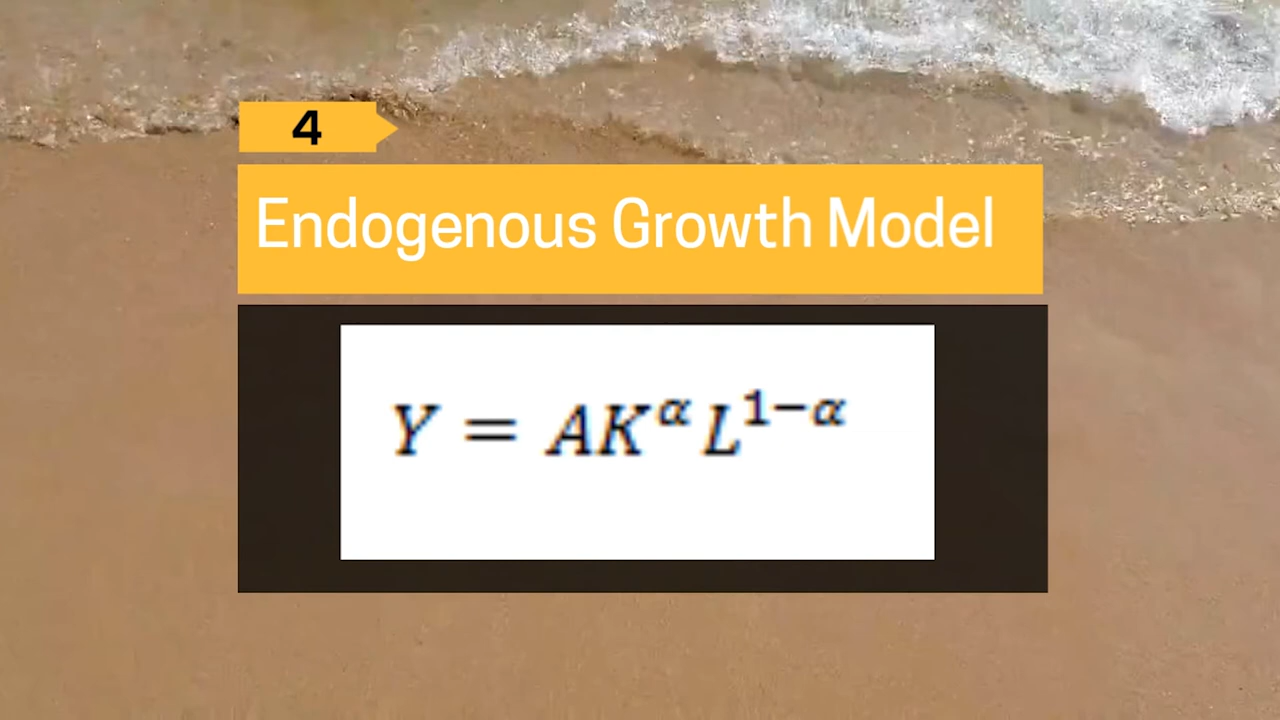 4
Endogenous Growth Model
Y = AK^α L^{1−α}